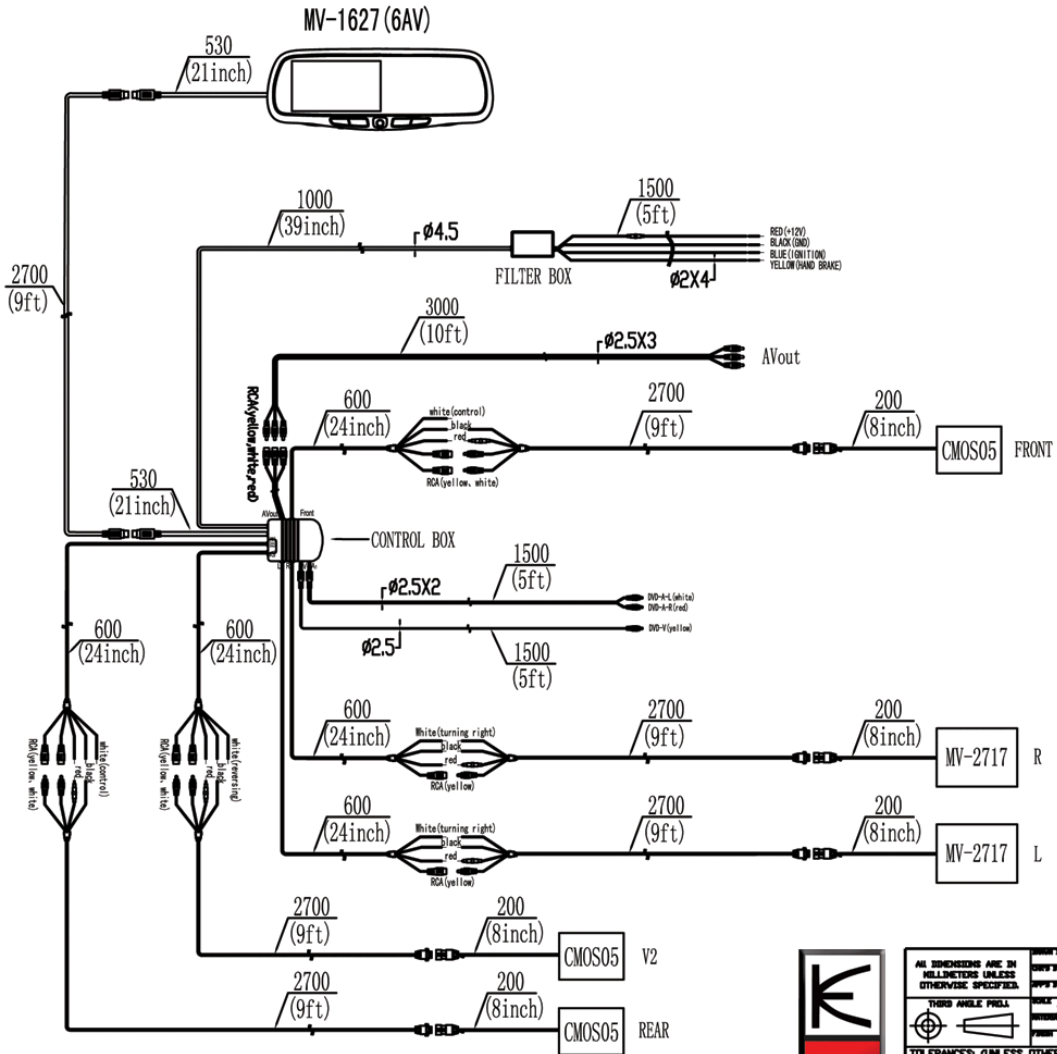 MV-1627(6AV)
530
(21inch)
1000
(39inch)
Ø4.5
1500
(5ft)
RED(+12V)
BLACK(GND)
BLUE(IGNITION)
YELLOW(HAND BRAKE)
FILTER BOX
Ø2X4
2700
(9ft)
3000
(10ft)
Ø2.5X3
AVout
RCA(yellow,white,red)
600
(24inch)
white(control)
black
red
RCA(yellow、white)
2700
(9ft)
200
(8inch)
CMOS05
FRONT
530
(21inch)
AVout
Front
CONTROL BOX
Ø2.5X2
1500
(5ft)
DVD-A-L(white)
DVD-A-R(red)
DVD-V(yellow)
Ø2.5
1500
(5ft)
600
(24inch)
600
(24inch)
RCA(yellow、white)
red
black
white(control)
RCA(yellow、white)
red
black
white(reversing)
600
(24inch)
White(turning right)
black
red
RCA(yellow)
2700
(9ft)
200
(8inch)
MV-2717
R
600
(24inch)
White(turning right)
black
red
RCA(yellow)
2700
(9ft)
200
(8inch)
MV-2717
L
2700
(9ft)
200
(8inch)
CMOS05
V2
2700
(9ft)
200
(8inch)
CMOS05
REAR
ALL DIMENSIONS ARE IN
MILLIMETERS UNLESS
OTHERWISE SPECIFIED.
THIRD ANGLE PROJ.